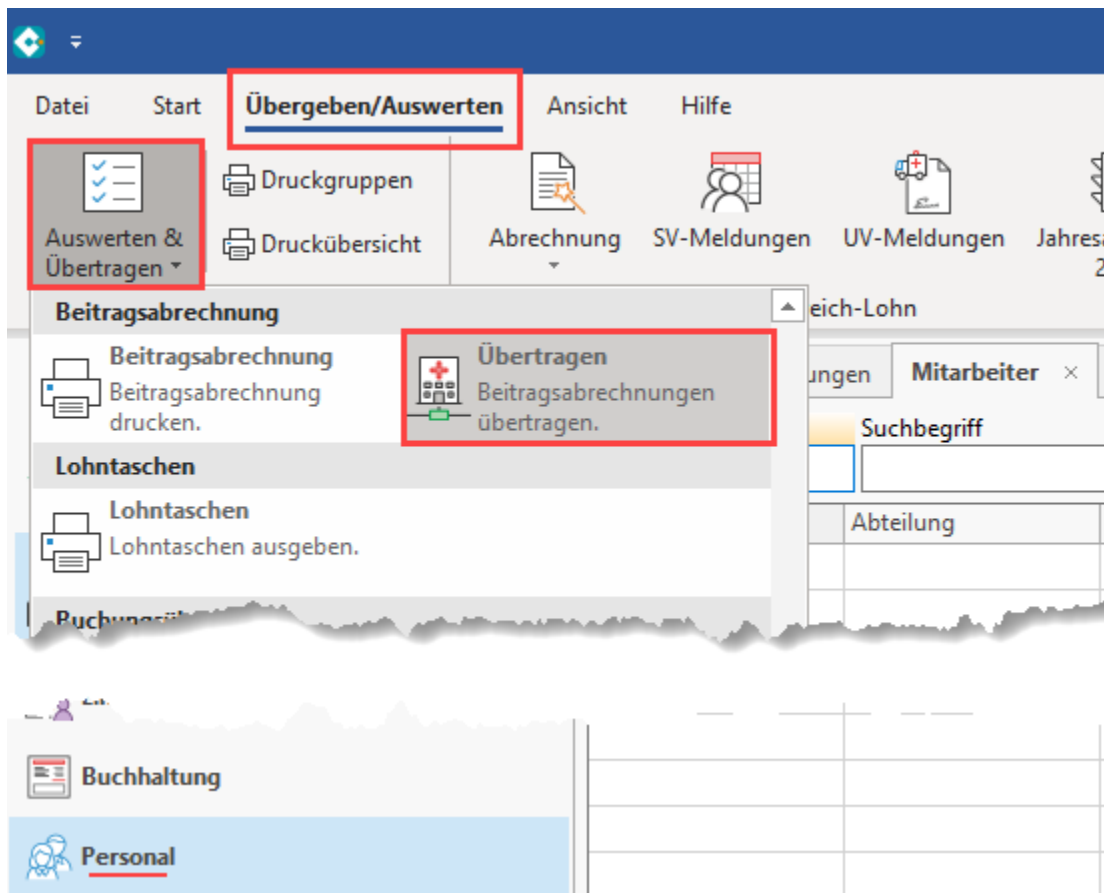 Datei Start Übergeben/Auswerten Ansicht Hilfe
Auswerten &
Übertragen
Druckgruppen
Druckübersicht
Abrechnung
SV-Meldungen
UV-Meldungen
2
eich-Lohn
Beitragsabrechnung
Beitragsabrechnung
Beitragsabrechnung
drucken.
Übertragen
Beitragsabrechnungen
übertragen.
Lohntaschen
Lohntaschen
Lohntaschen ausgeben.
ungen Mitarbeiter
Suchbegriff
Abteilung
Buchhaltung
Personal